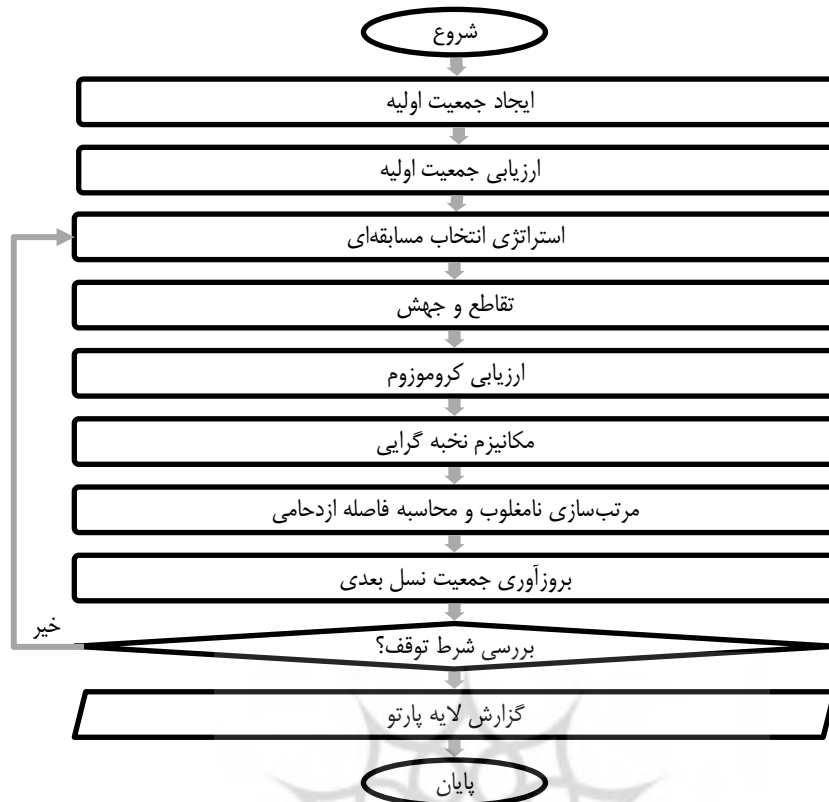 شروع
ایجاد جمعیت اولیه
ارزیابی جمعیت اولیه
استراتژی انتخاب مسابقه‌ای
تقاطع و جهش
ارزیابی کروموزوم
مکانیزم نخبه گرایی
مرتب‌سازی نامغلوب و محاسبه فاصله ازدحامی
بروزآوری جمعیت نسل بعدی
خیر
بررسی شرط توقف؟
گزارش لایه پارتو
پایان